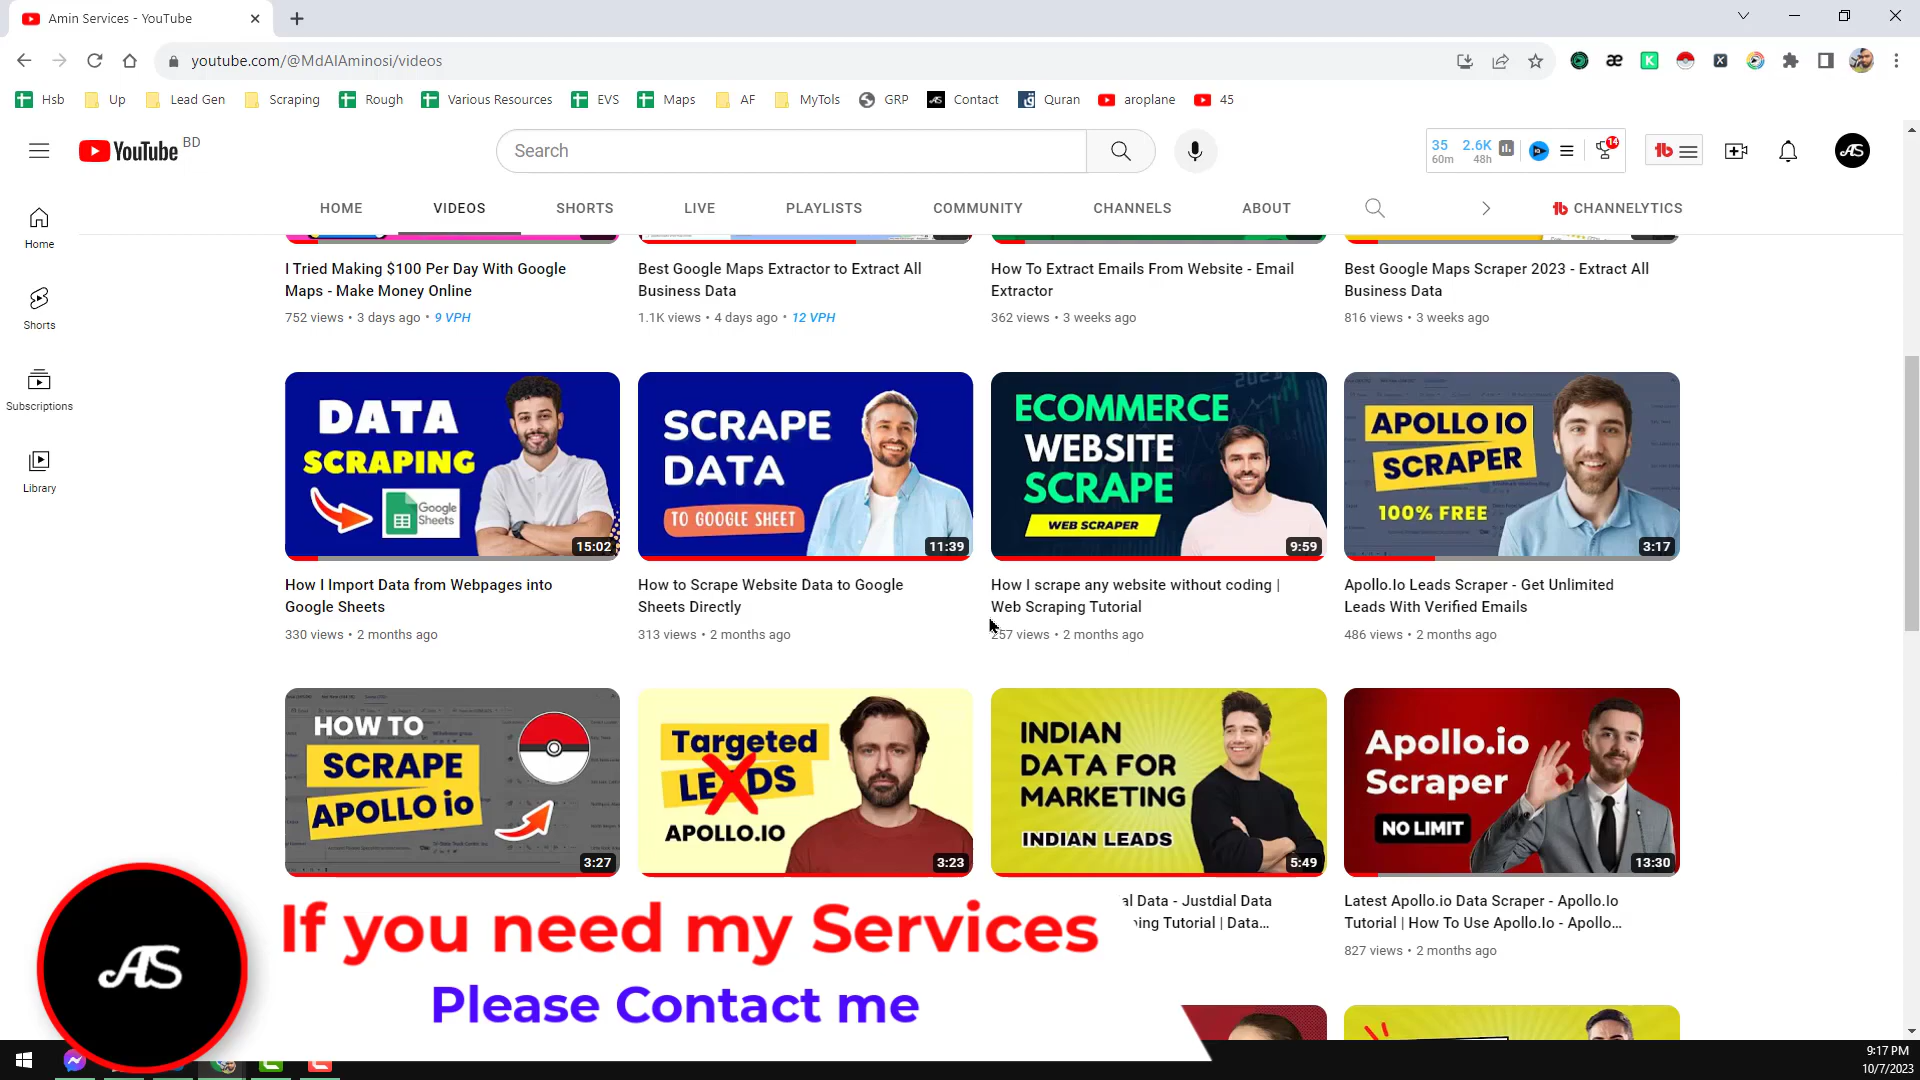 Amin Services - YouTube
youtube.com/@MdAlAminosi/videos
Hsb
Up
Lead Gen
Scraping
Rough
Various Resources
EVS
Maps
AF
MyTols
GRP
Contact
Quran
aroplane
45
YouTube BD
Search
35 60m
2.6K 48h
14
AS
HOME
VIDEOS
SHORTS
LIVE
PLAYLISTS
COMMUNITY
CHANNELS
ABOUT
CHANNELYTICS
Home
Shorts
Subscriptions
Library
I Tried Making $100 Per Day With Google
Maps - Make Money Online
752 views • 3 days ago • 9 VPH
Best Google Maps Extractor to Extract All
Business Data
1.1K views • 4 days ago • 12 VPH
How To Extract Emails From Website - Email
Extractor
362 views • 3 weeks ago
Best Google Maps Scraper 2023 - Extract All
Business Data
816 views • 3 weeks ago
DATA
SCRAPING
Google
Sheets
15:02
How I Import Data from Webpages into
Google Sheets
330 views • 2 months ago
SCRAPE
DATA
TO GOOGLE SHEET
11:39
How to Scrape Website Data to Google
Sheets Directly
313 views • 2 months ago
ECOMMERCE
WEBSITE
SCRAPE
WEB SCRAPER
9:59
How I scrape any website without coding |
Web Scraping Tutorial
257 views • 2 months ago
APOLLO IO
SCRAPER
100% FREE
3:17
Apollo.Io Leads Scraper - Get Unlimited
Leads With Verified Emails
486 views • 2 months ago
HOW TO
SCRAPE
APOLLO io
3:27
Targeted
LEADS
APOLLO.IO
3:23
INDIAN
DATA FOR
MARKETING
INDIAN LEADS
5:49
al Data - Justdial Data
ing Tutorial | Data...
Apollo.io
Scraper
NO LIMIT
13:30
Latest Apollo.io Data Scraper - Apollo.Io
Tutorial | How To Use Apollo.Io - Apollo...
827 views • 2 months ago
AS
If you need my Services
Please Contact me
9:17 PM
10/7/2023